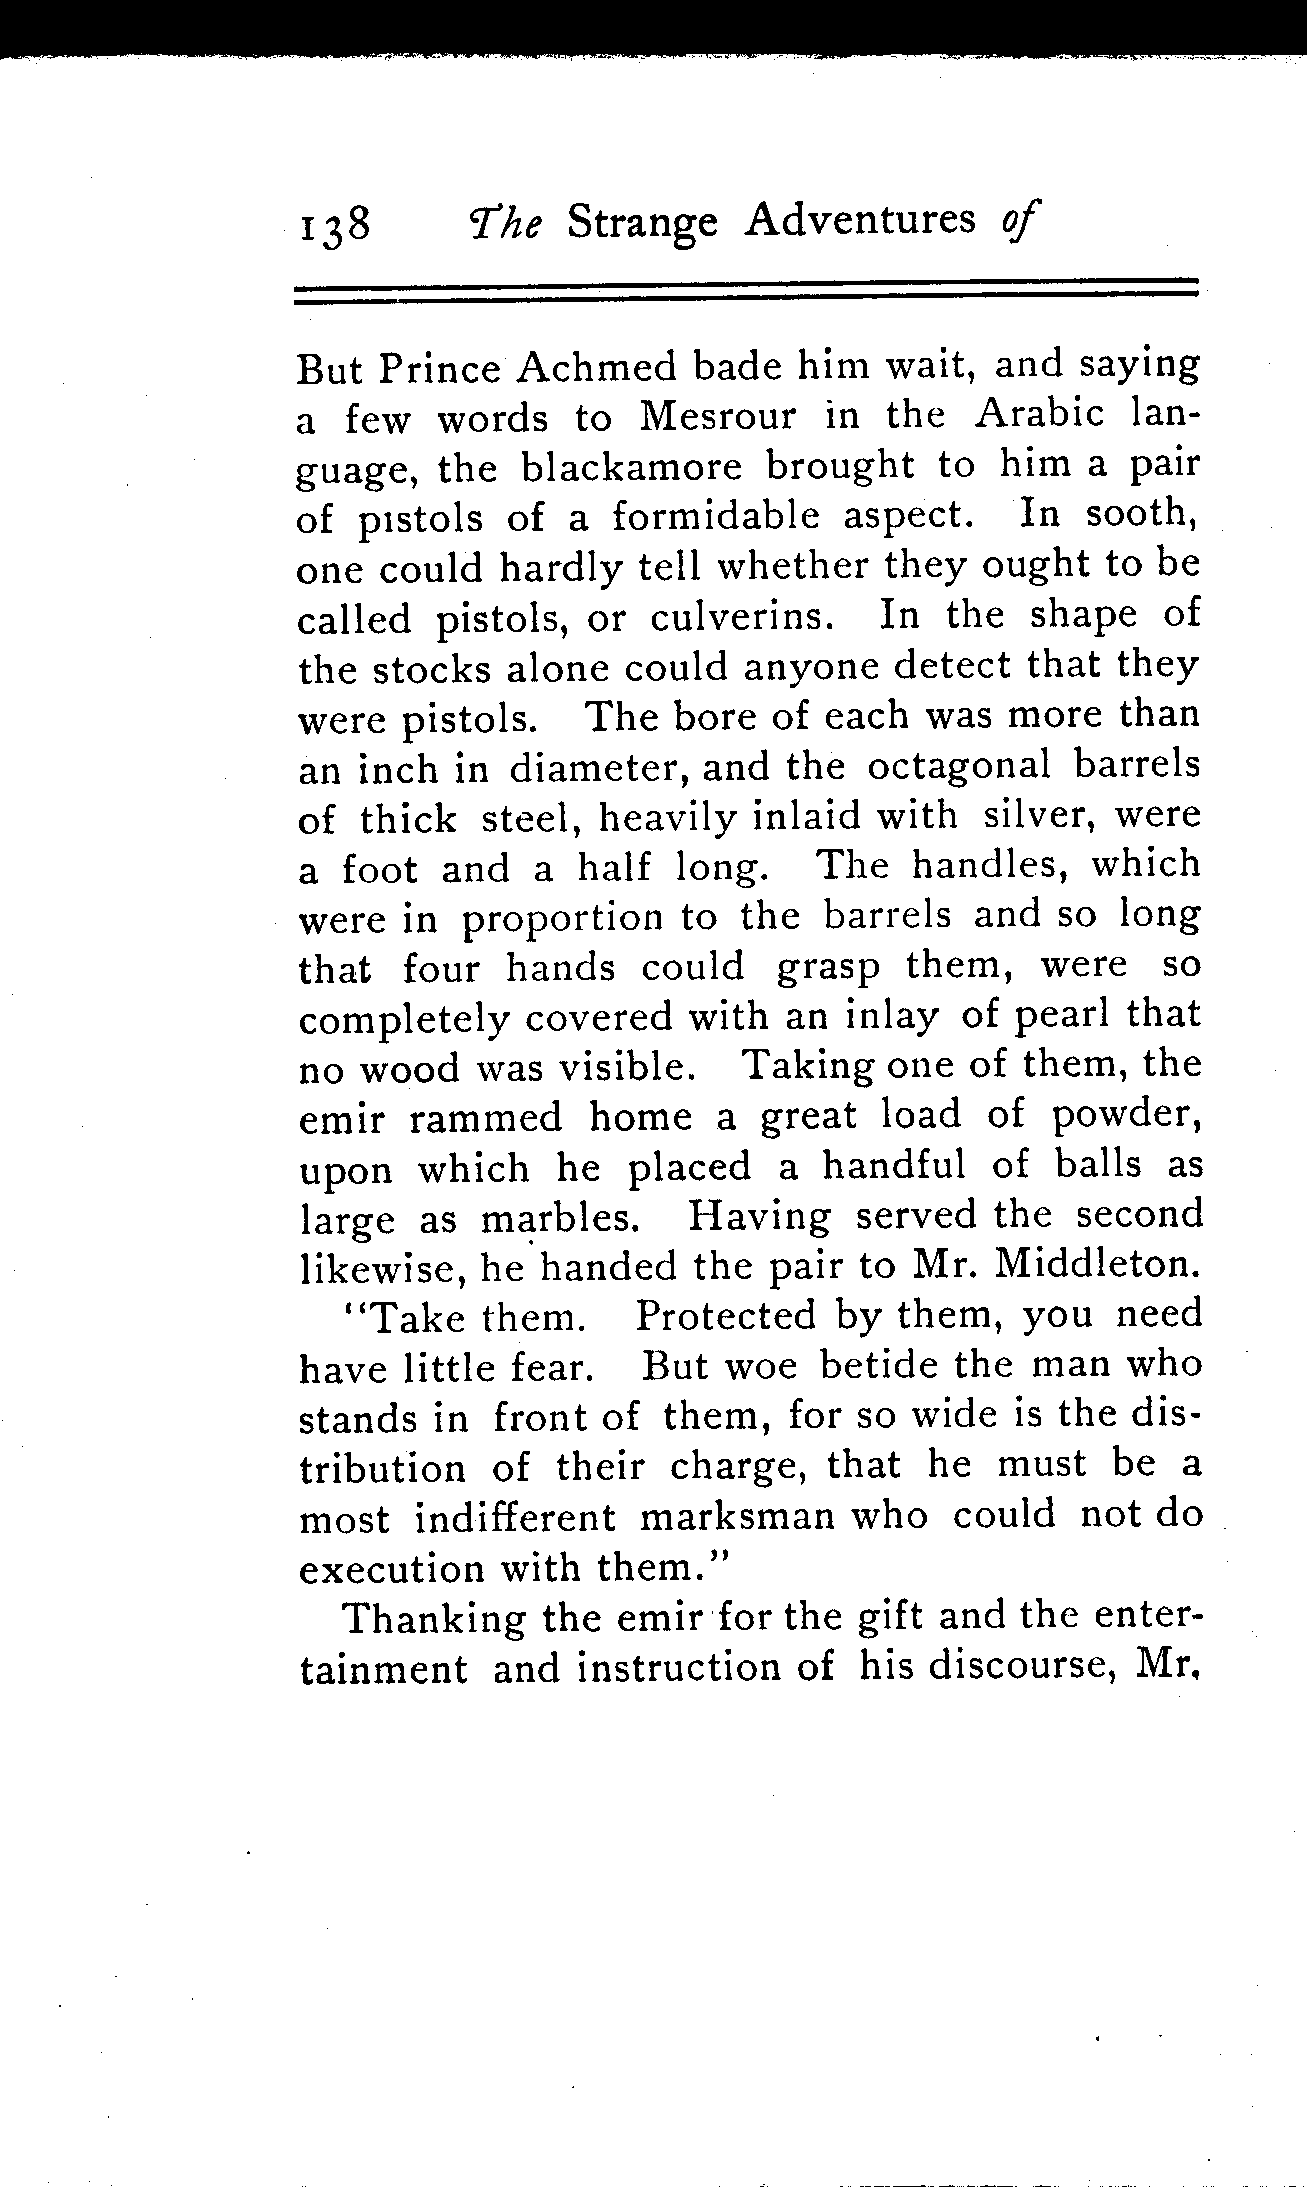 138 The Strange Adventures of
But Prince Achmed bade him wait, and saying
a few words to Mesrour in the Arabic lan-
guage, the blackamore brought to him a pair
of pistols of a formidable aspect. In sooth,
one could hardly tell whether they ought to be
called pistols, or culverins. In the shape of
the stocks alone could anyone detect that they
were pistols. The bore of each was more than
an inch in diameter, and the octagonal barrels
of thick steel, heavily inlaid with silver, were
a foot and a half long. The handles, which
were in proportion to the barrels and so long
that four hands could grasp them, were so
completely covered with an inlay of pearl that
no wood was visible. Taking one of them, the
emir rammed home a great load of powder,
upon which he placed a handful of balls as
large as marbles. Having served the second
likewise, he handed the pair to Mr. Middleton.
"Take them. Protected by them, you need
have little fear. But woe betide the man who
stands in front of them, for so wide is the dis-
tribution of their charge, that he must be a
most indifferent marksman who could not do
execution with them."
Thanking the emir for the gift and the enter-
tainment and instruction of his discourse, Mr.